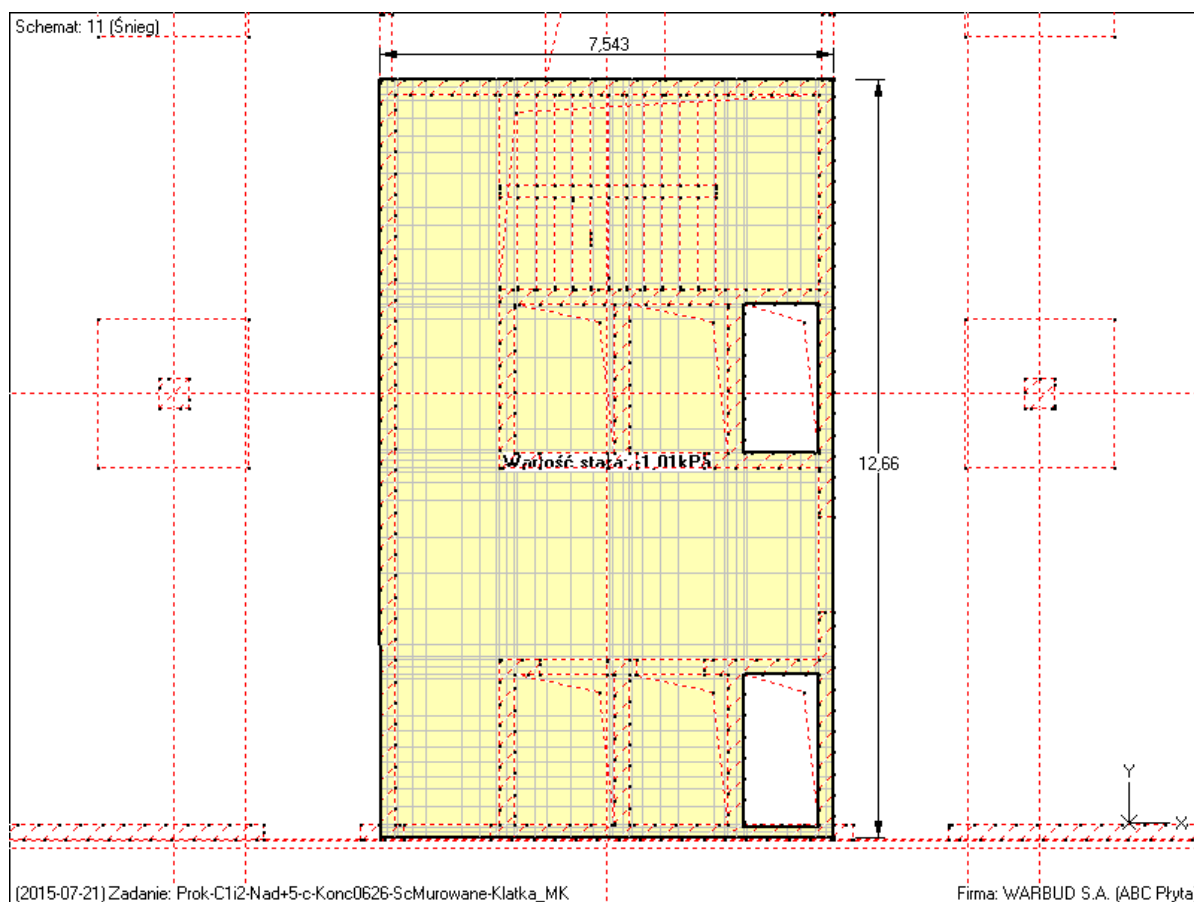 Schemat: 11 (Śnieg)
7,543
Wartość stała: -1,01kPa
12,66
Y
X
(2015-07-21) Zadanie: Prok-C1i2-Nad+5-c-Konc0626-ScMurowane-Klatka_MK
Firma: WARBUD S.A. (ABC Płyta